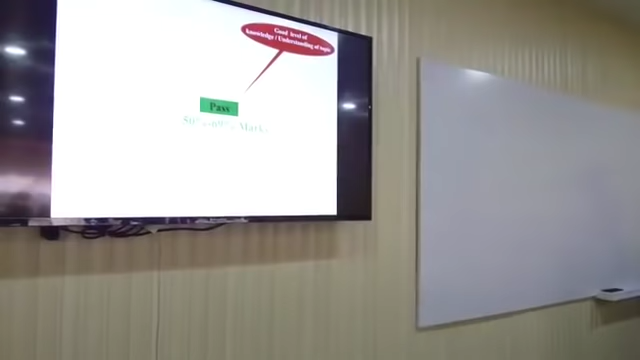 Good level of
knowledge / Understanding of topic
Pass
Marks